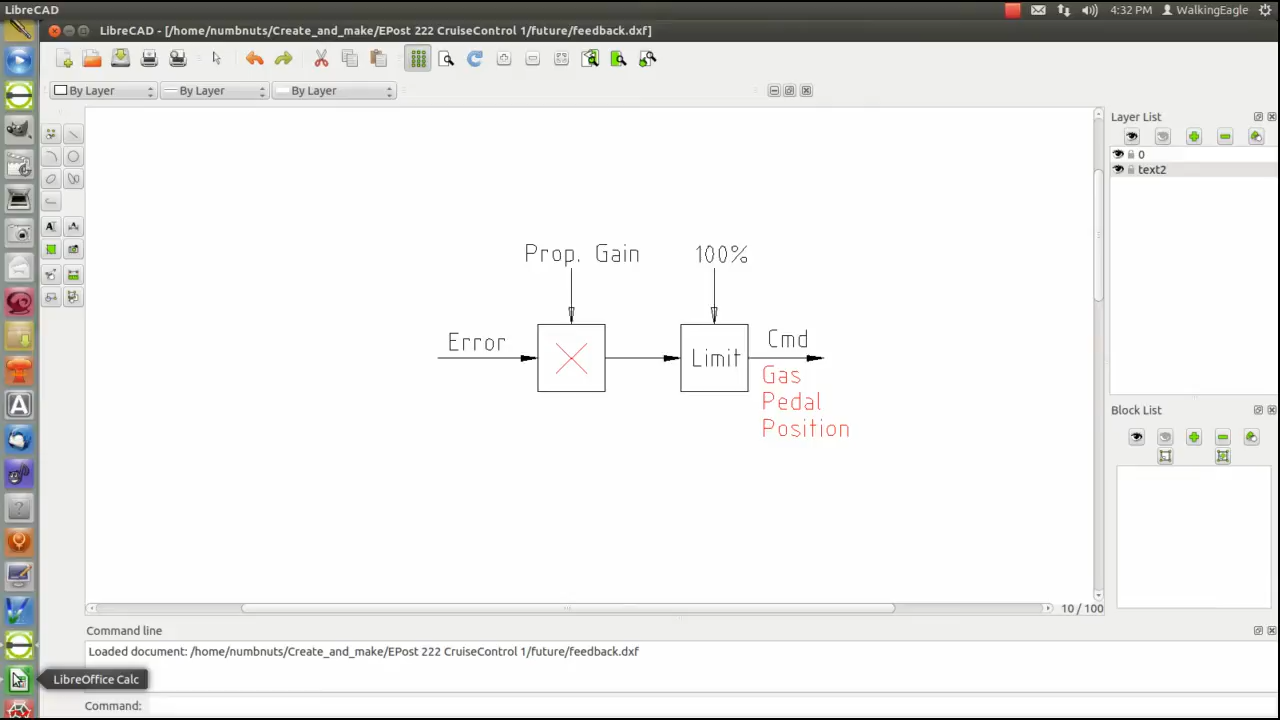 LibreCAD
4:32 PM
WalkingEagle
LibreCAD - [/home/numbnuts/Create_and_make/EPost 222 CruiseControl 1/future/feedback.dxf]
By Layer
By Layer
By Layer
Layer List
0
text2
Prop. Gain
100%
Error
Limit
Cmd
Gas
Pedal
Position
Block List
10 / 100
Command line
Loaded document: /home/numbnuts/Create_and_make/EPost 222 CruiseControl 1/future/feedback.dxf
LibreOffice Calc
Command: